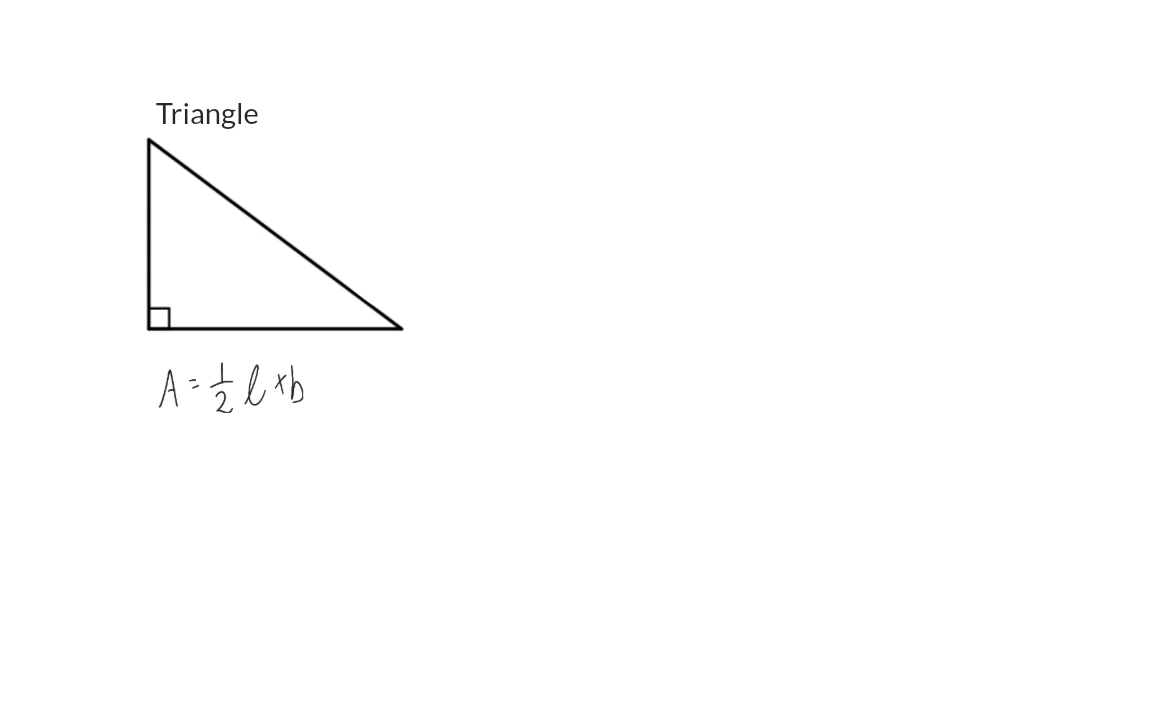 Triangle
A = 1/2 l × b